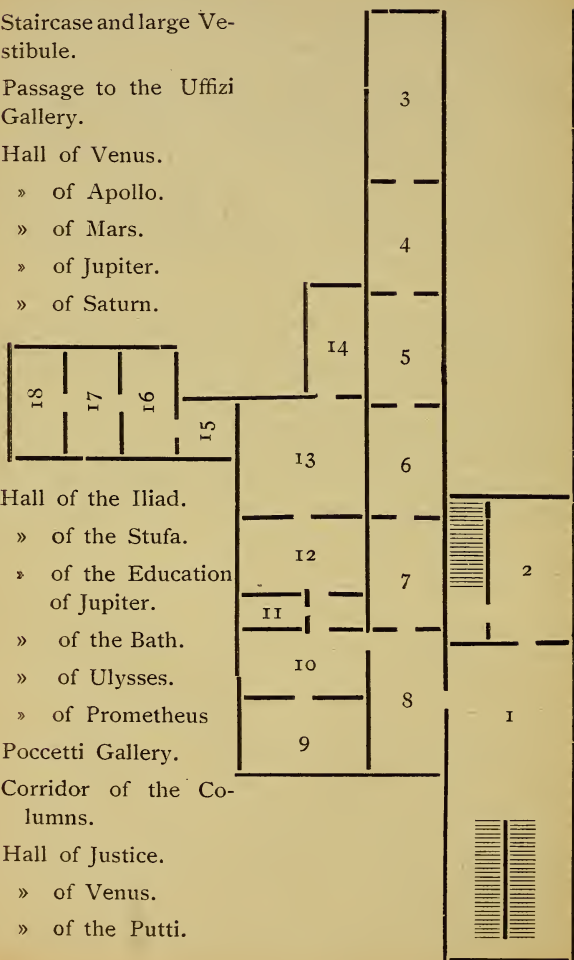 Staircase and large Ve-
stibule.
Passage to the Uffizi
Gallery.
Hall of Venus.
» of Apollo.
» of Mars.
» of Jupiter.
» of Saturn.
Hall of the Iliad.
» of the Stufa.
» of the Education
of Jupiter.
» of the Bath.
» of Ulysses.
» of Prometheus
Poccetti Gallery.
Corridor of the Co-
lumns.
Hall of Justice.
» of Venus.
» of the Putti.
3
4
14
5
18 17 16
15
13
6
12
7
2
11
10
8
1
9